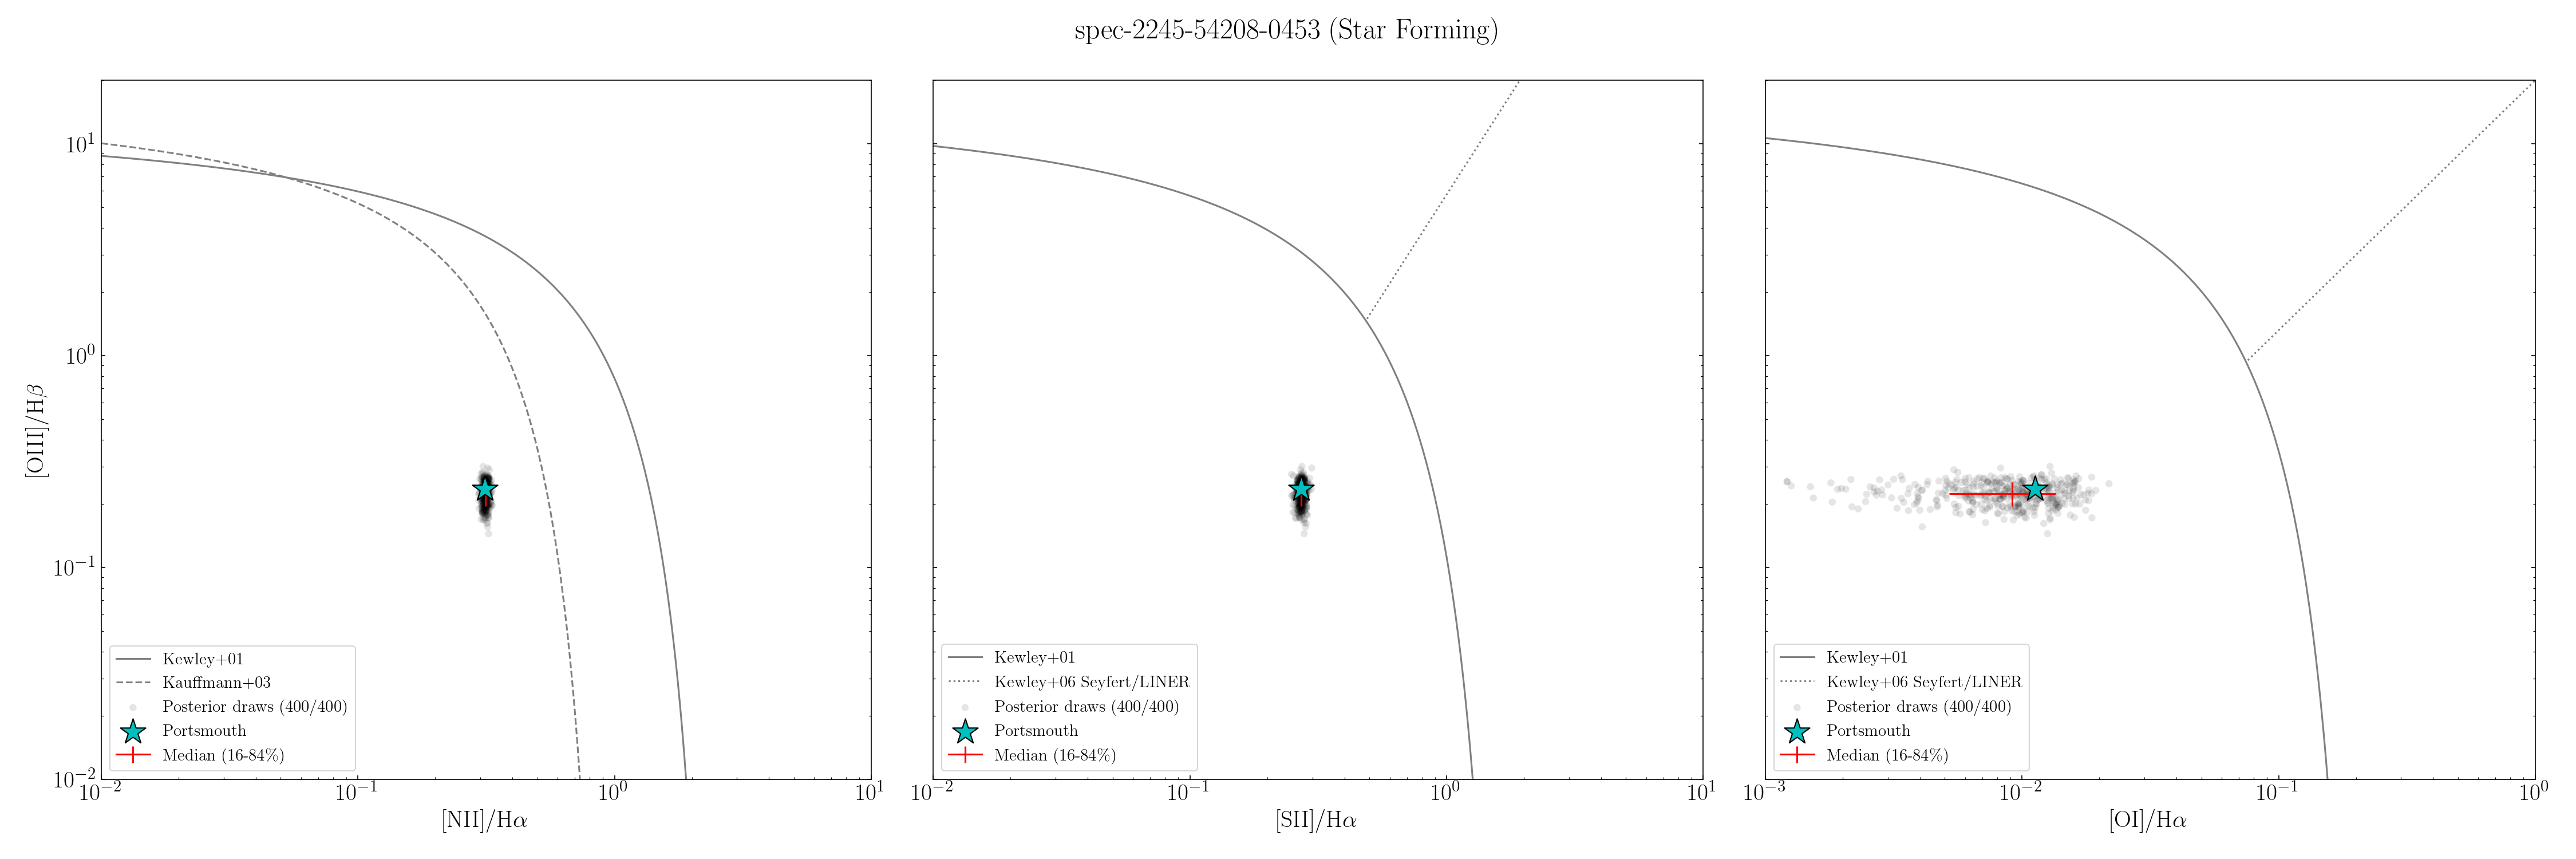 spec-2245-54208-0453 (Star Forming)
[OIII]/Hβ
10^1
10^0
10^-1
10^-2
Kewley+01
Kauffmann+03
Posterior draws (400/400)
Portsmouth
Median (16-84%)
10^-2
10^-1
10^0
10^1
[NII]/Hα
Kewley+01
Kewley+06 Seyfert/LINER
Posterior draws (400/400)
Portsmouth
Median (16-84%)
10^-2
10^-1
10^0
10^1
[SII]/Hα
Kewley+01
Kewley+06 Seyfert/LINER
Posterior draws (400/400)
Portsmouth
Median (16-84%)
10^-3
10^-2
10^-1
10^0
[OI]/Hα